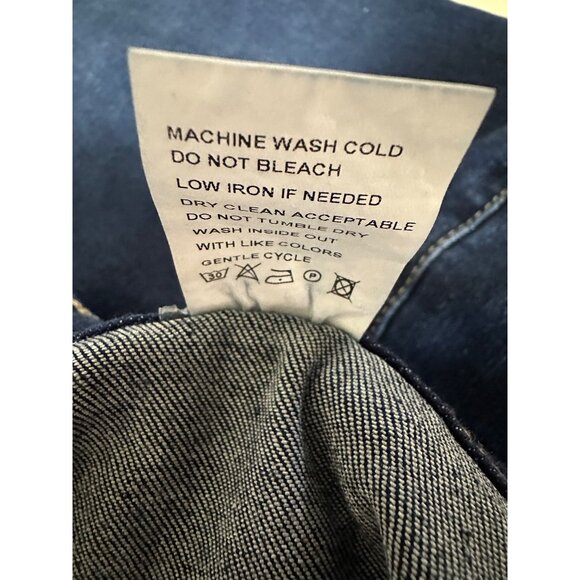 MACHINE WASH COLD
DO NOT BLEACH
LOW IRON IF NEEDED
DRY CLEAN ACCEPTABLE
DO NOT TUMBLE DRY
WASH INSIDE OUT
WITH LIKE COLORS
GENTLE CYCLE
30 P